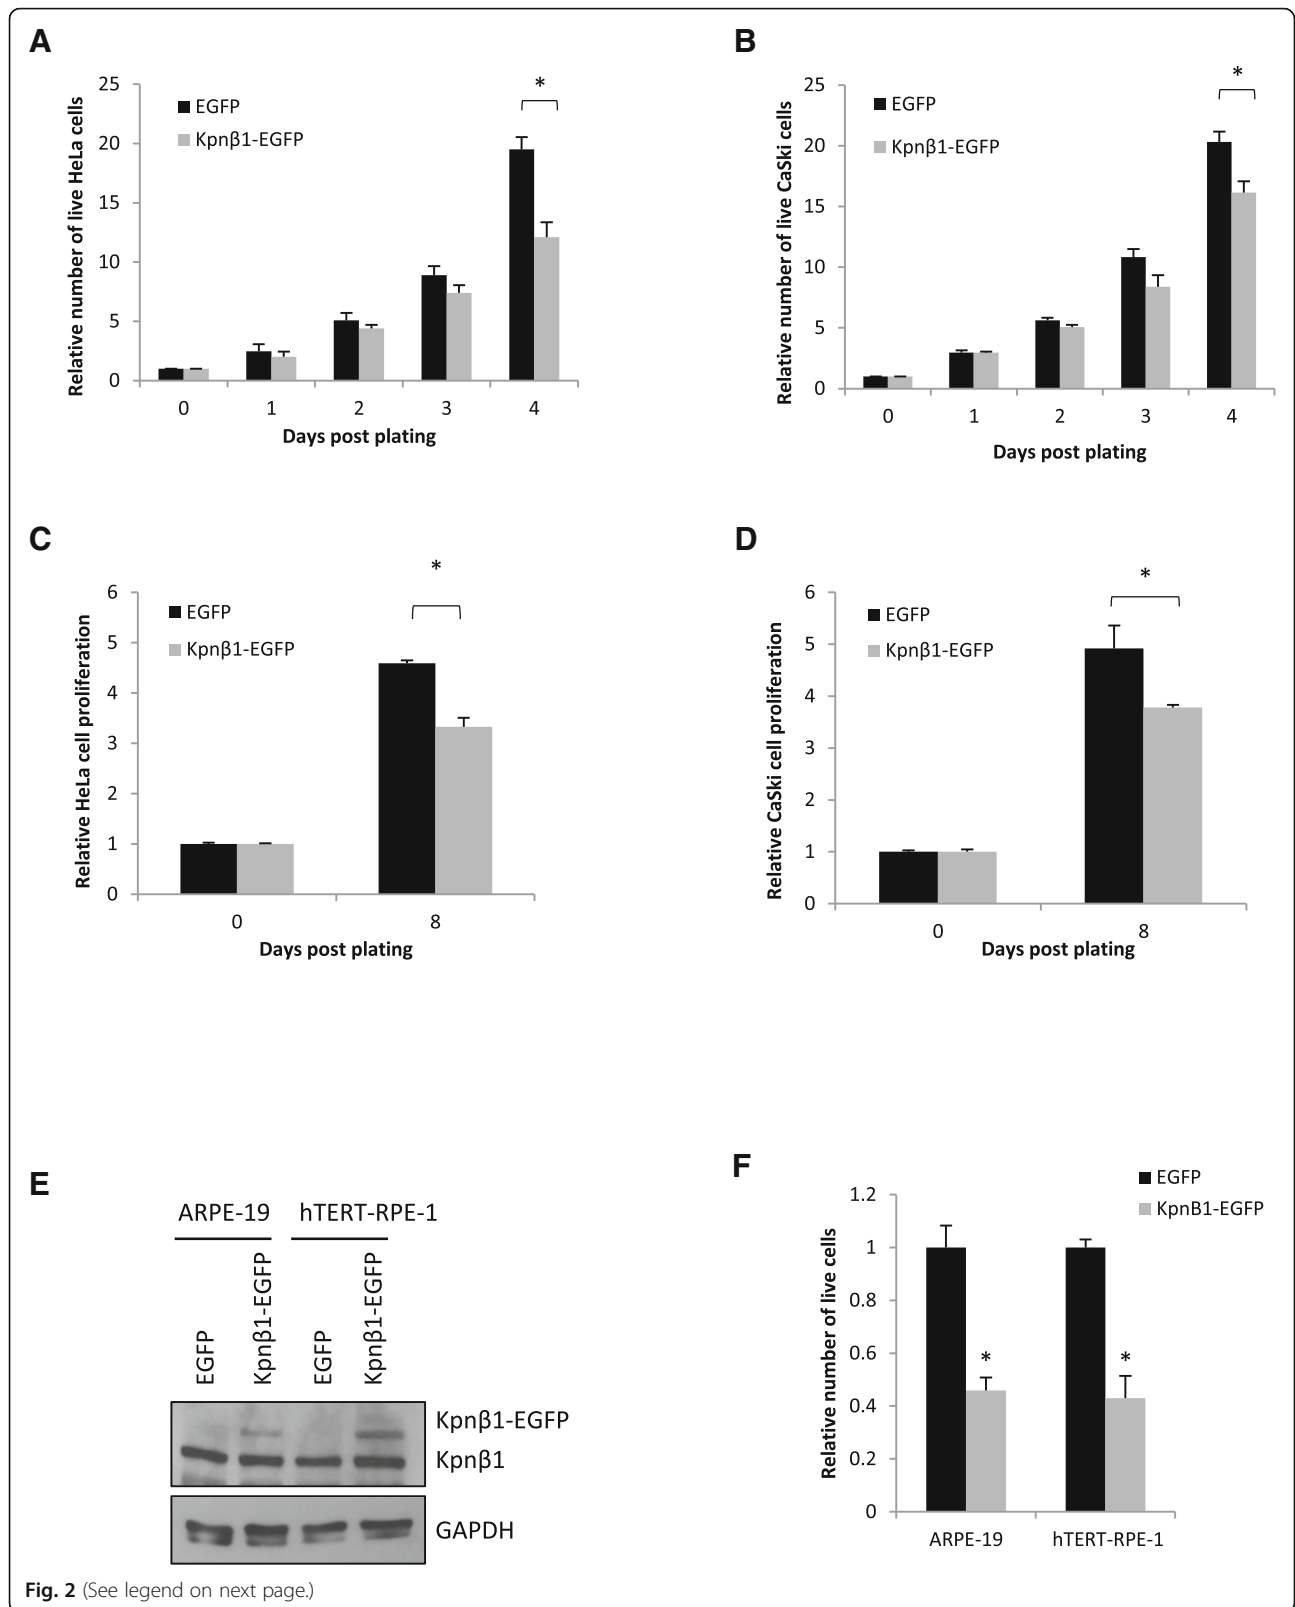 A
Relative number of live HeLa cells
25
20
15
10
5
0
EGFP
Kpnβ1-EGFP
*
0 1 2 3 4
Days post plating
B
Relative number of live CaSki cells
25
20
15
10
5
0
EGFP
Kpnβ1-EGFP
*
0 1 2 3 4
Days post plating
C
Relative HeLa cell proliferation
6
5
4
3
2
1
0
EGFP
Kpnβ1-EGFP
*
0 8
Days post plating
D
Relative CaSki cell proliferation
6
5
4
3
2
1
0
EGFP
Kpnβ1-EGFP
*
0 8
Days post plating
E
ARPE-19 hTERT-RPE-1
EGFP
Kpnβ1-EGFP
EGFP
Kpnβ1-EGFP
Kpnβ1-EGFP
Kpnβ1
GAPDH
F
EGFP
KpnB1-EGFP
Relative number of live cells
1.2
1
0.8
0.6
0.4
0.2
0
* *
ARPE-19 hTERT-RPE-1
Fig. 2 (See legend on next page.)